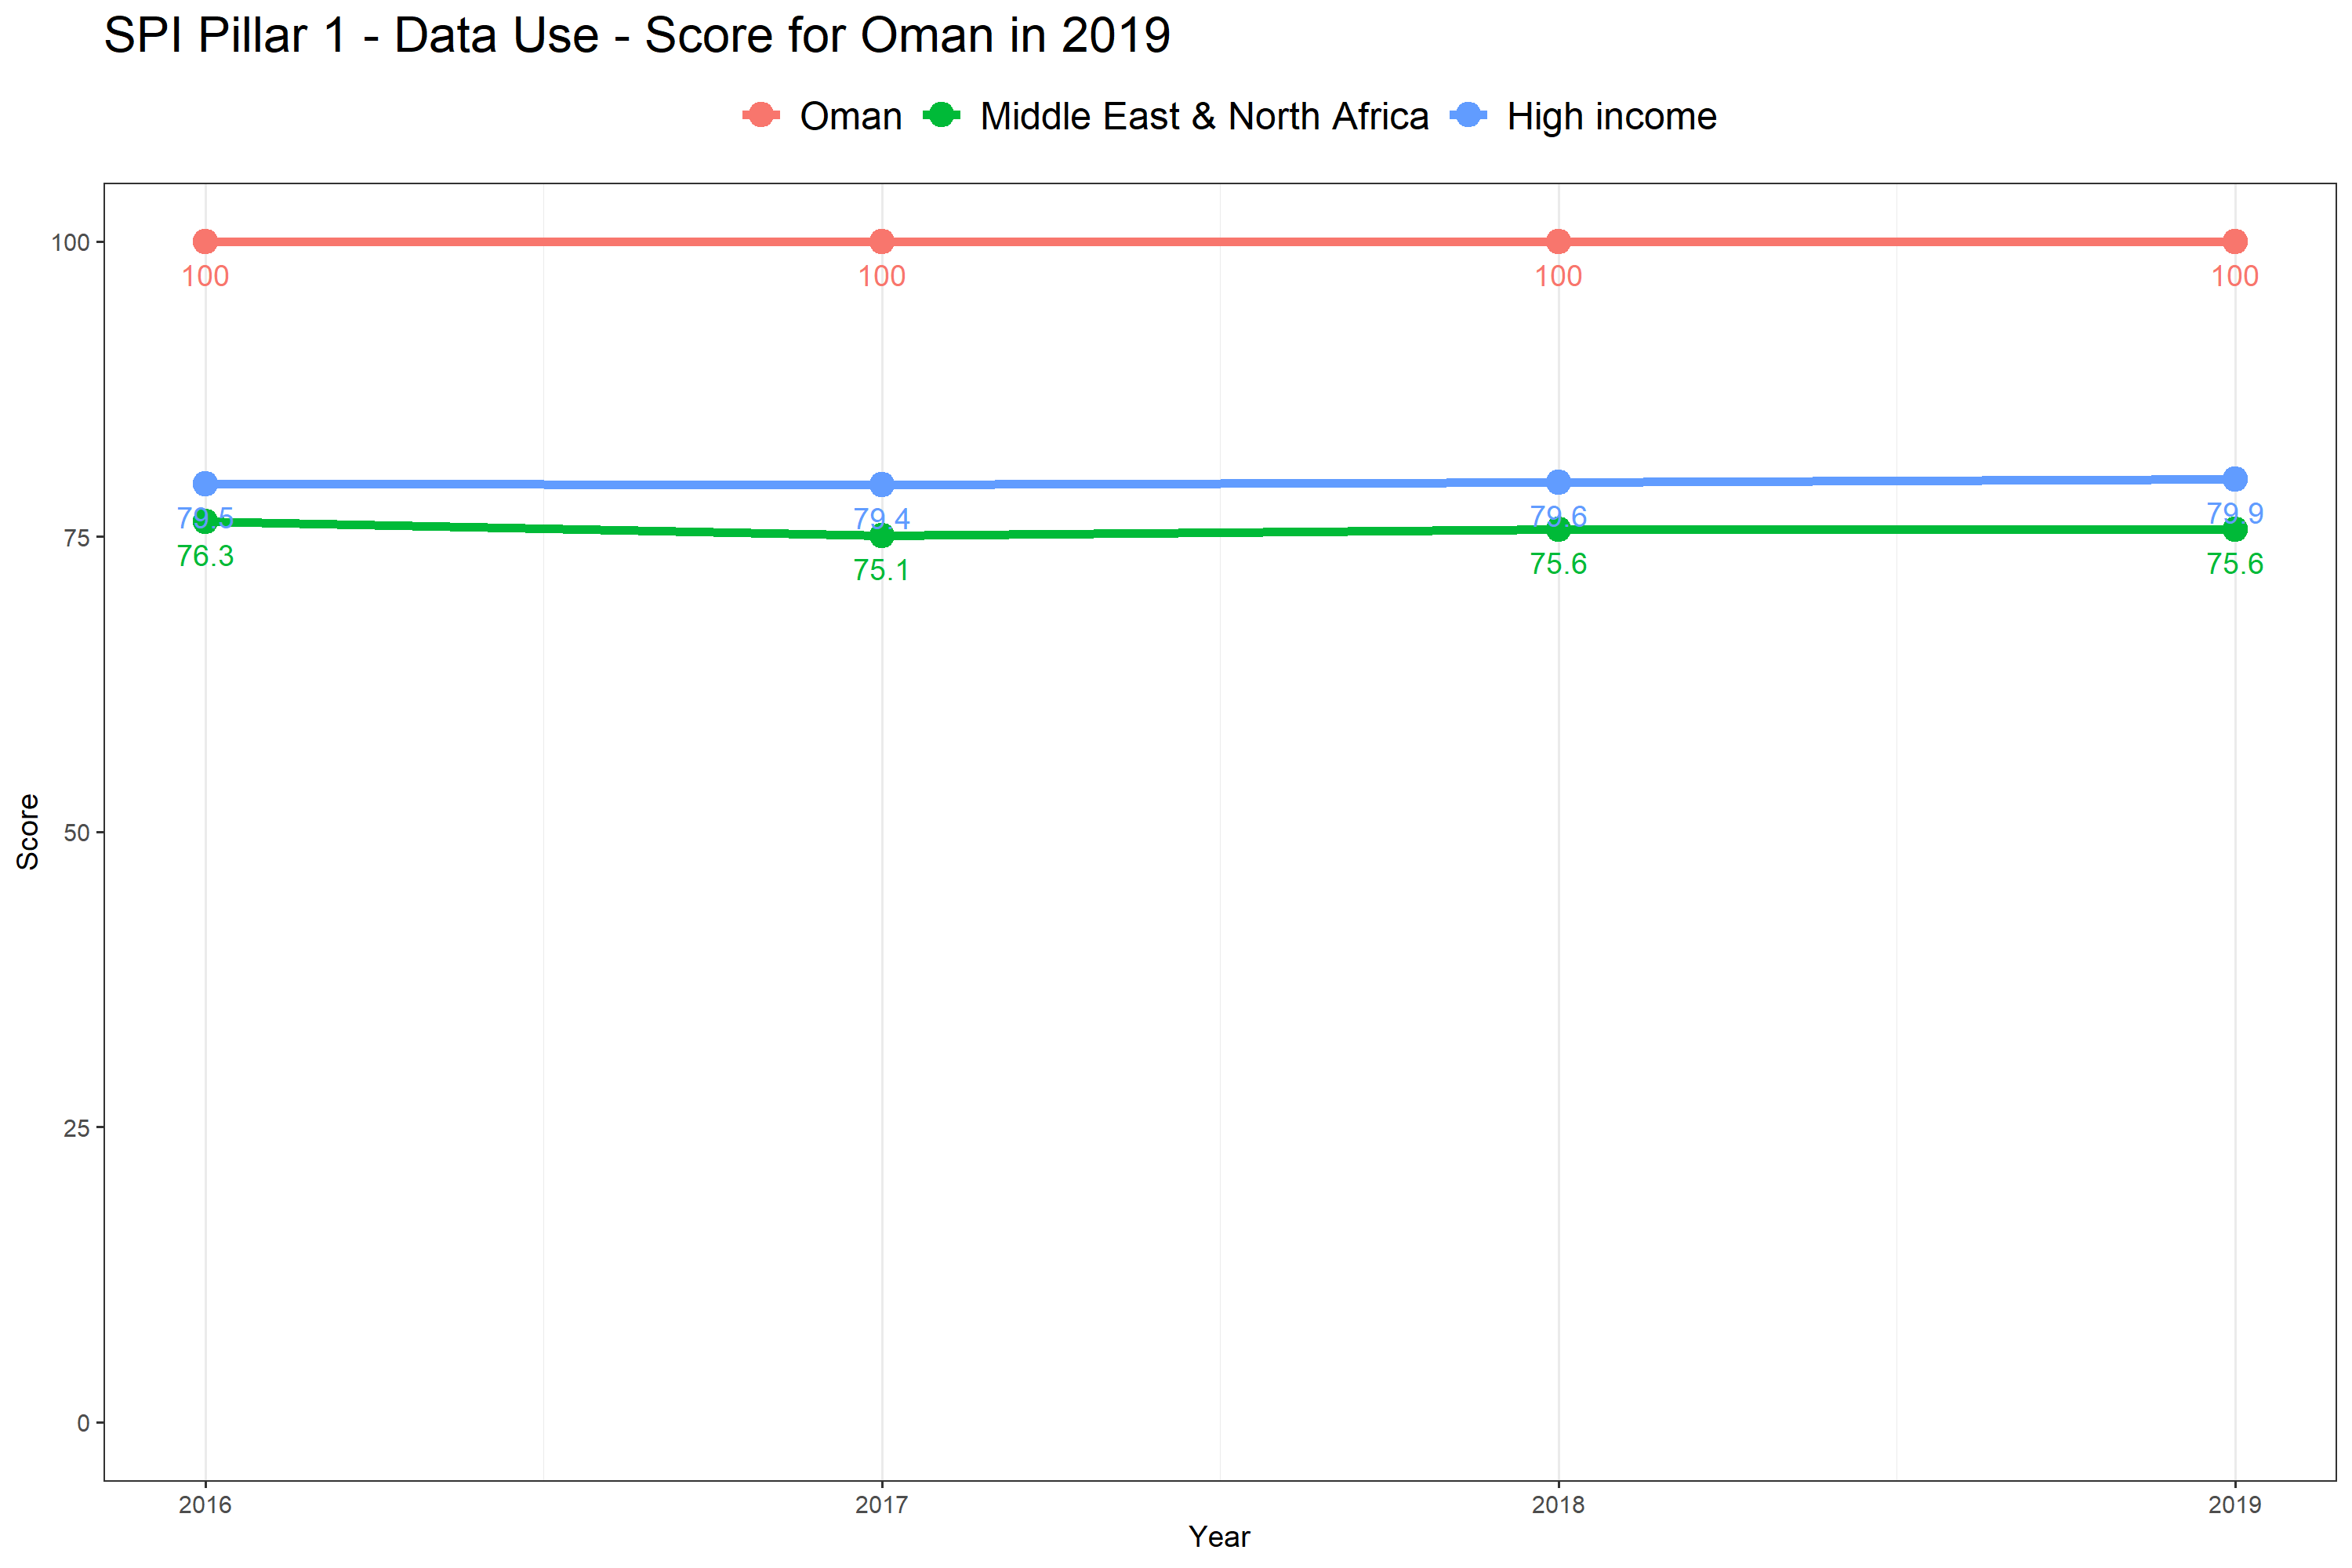 SPI Pillar 1 - Data Use - Score for Oman in 2019
Oman Middle East & North Africa High income
100
75
50
25
0
Score
100 100 100 100
79.5 79.4 79.6 79.9
76.3 75.1 75.6 75.6
2016 2017 2018 2019
Year